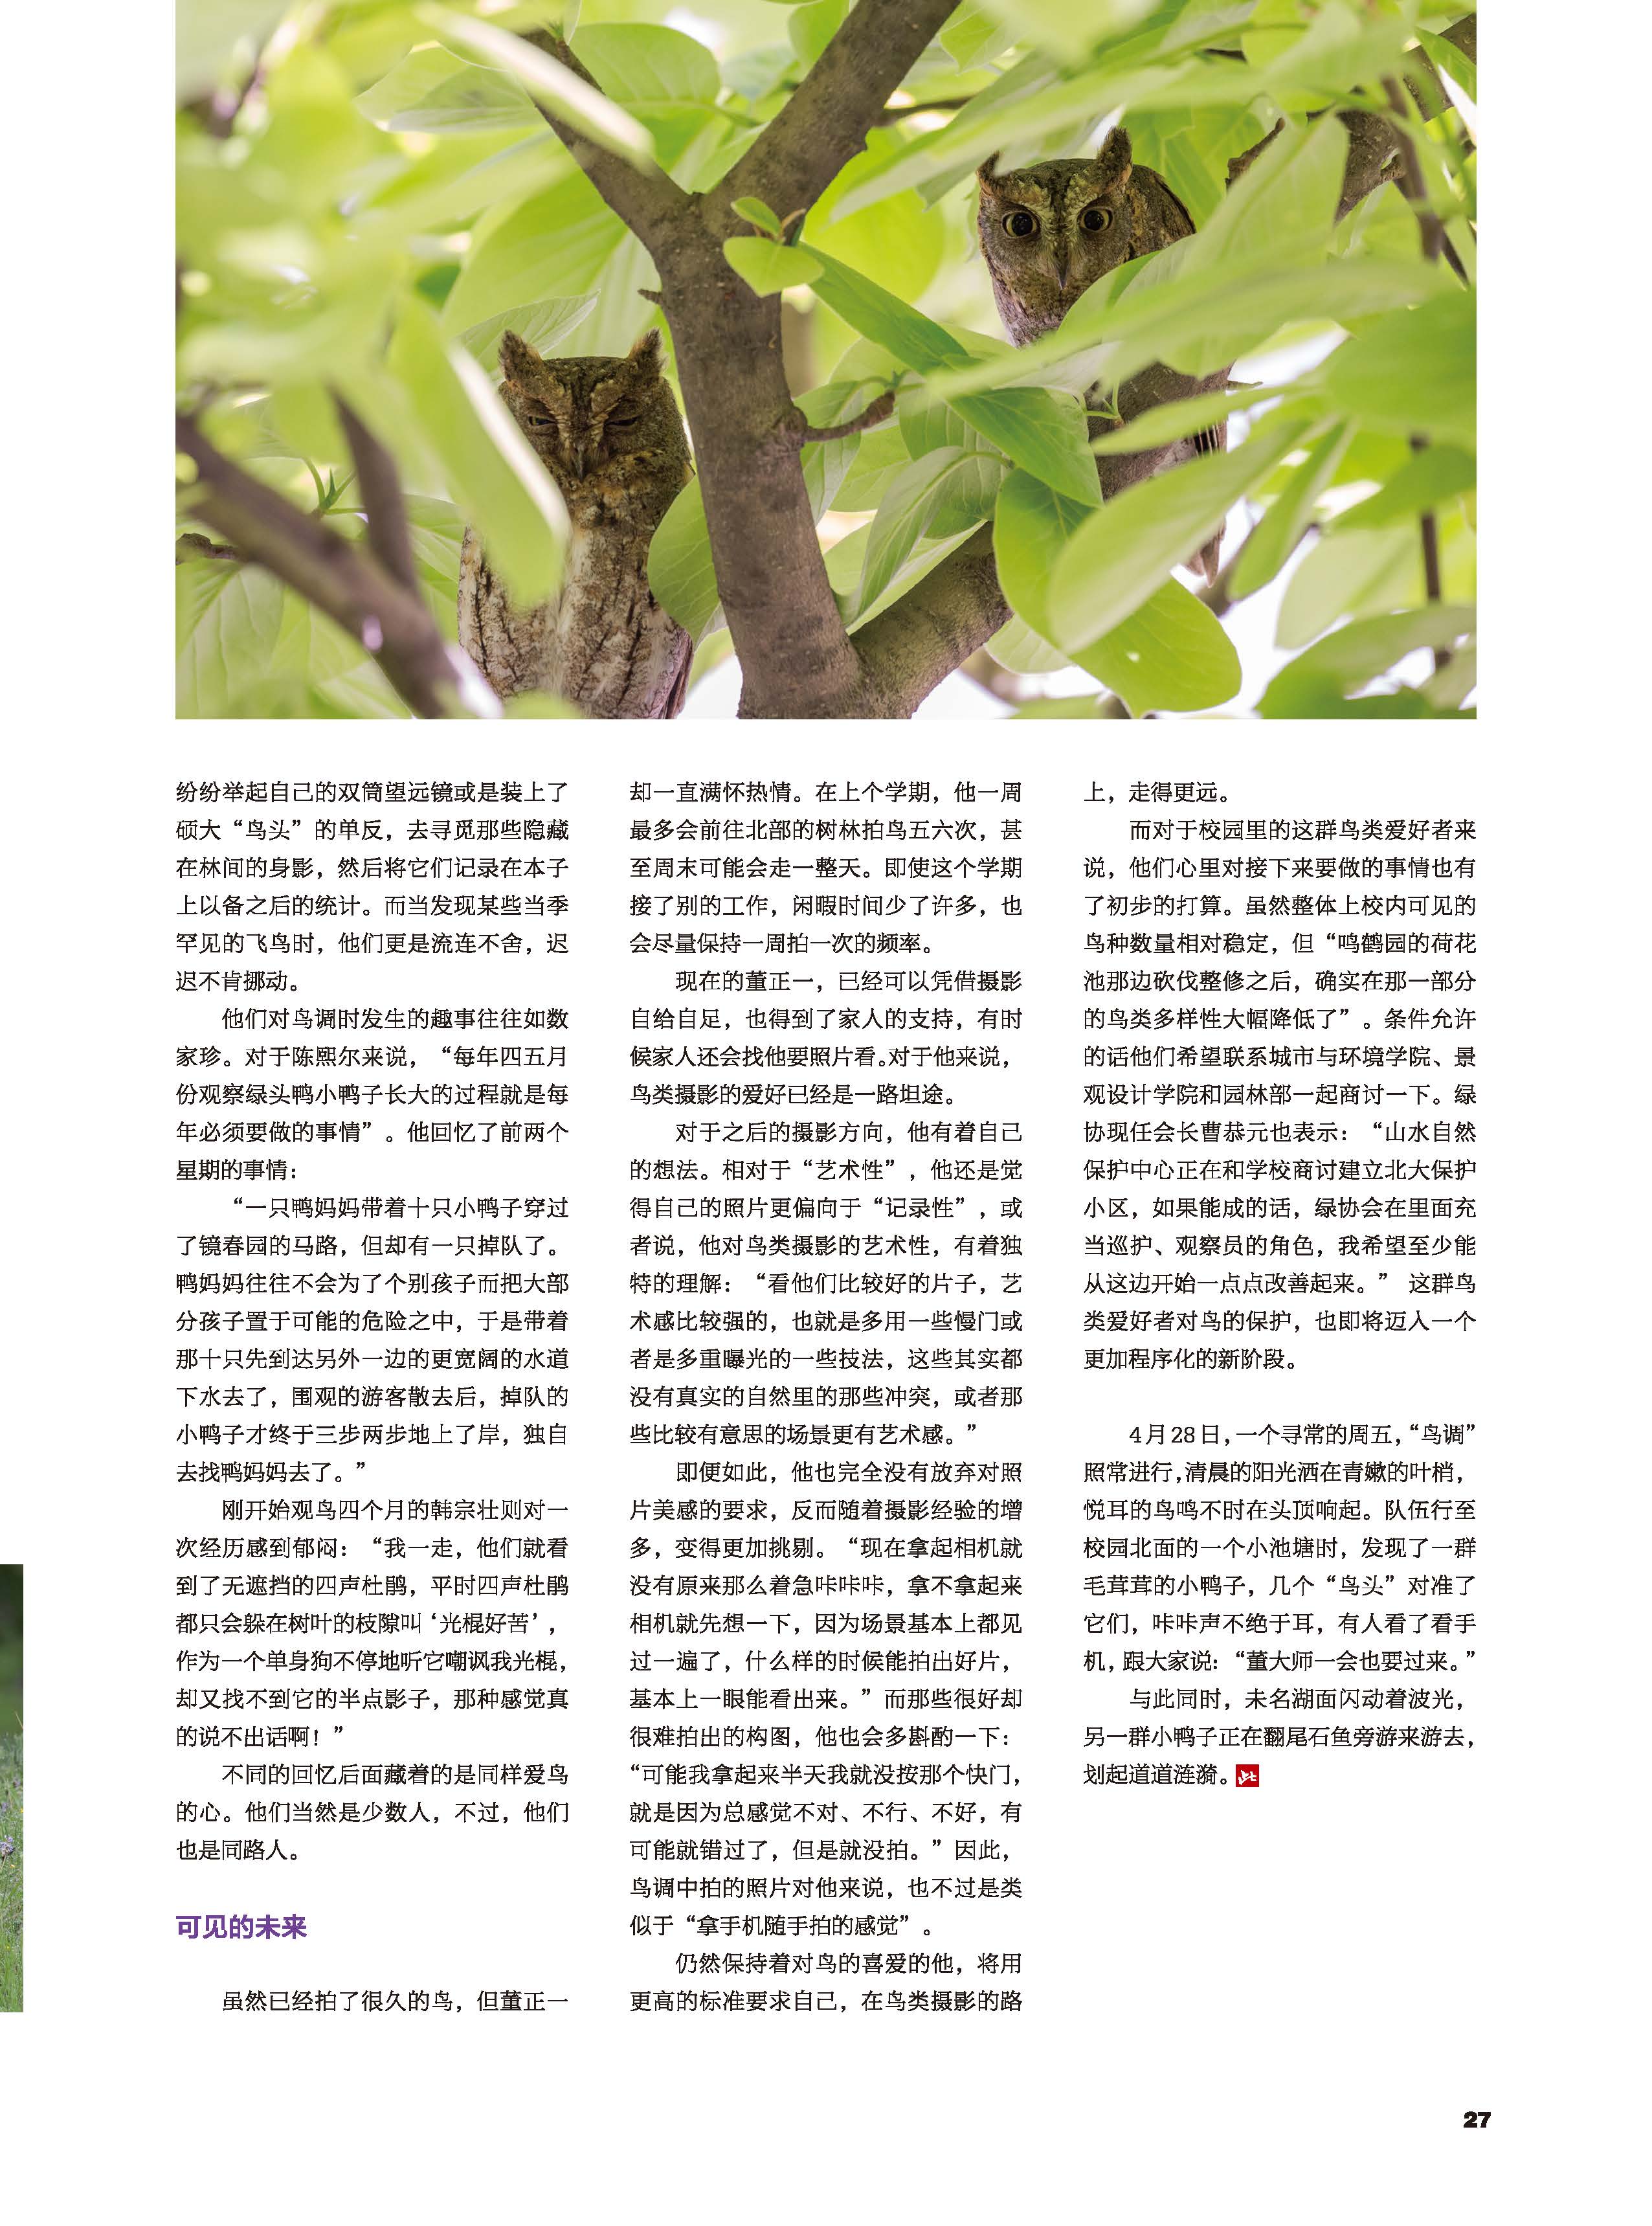 纷纷举起自己的双筒望远镜或是装上了
硕大“鸟头”的单反，去寻觅那些隐藏
在林间的身影，然后将它们记录在本子
上以备之后的统计。而当发现某些当季
罕见的飞鸟时，他们更是流连不舍，迟
迟不肯挪动。
他们对鸟调时发生的趣事往往如数
家珍。对于陈熙尔来说，“每年四五月
份观察绿头鸭小鸭子长大的过程就是每
年必须要做的事情”。他回忆了前两个
星期的事情：
“一只鸭妈妈带着十只小鸭子穿过
了镜春园的马路，但却有一只掉队了。
鸭妈妈往往不会为了个别孩子而把大部
分孩子置于可能的危险之中，于是带着
那十只先到达另外一边的更宽阔的水道
下水去了，围观的游客散去后，掉队的
小鸭子才终于三步两步地上了岸，独自
去找鸭妈妈去了。”
刚开始观鸟四个月的韩宗壮则对一
次经历感到郁闷：“我一走，他们就看
到了无遮挡的四声杜鹃，平时四声杜鹃
都只会躲在树叶的枝隙叫‘光棍好苦’，
作为一个单身狗不停地听它嘲讽我光棍，
却又找不到它的半点影子，那种感觉真
的说不出话啊！”
不同的回忆后面藏着的是同样爱鸟
的心。他们当然是少数人，不过，他们
也是同路人。
可见的未来
虽然已经拍了很久的鸟，但董正一
却一直满怀热情。在上个学期，他一周
最多会前往北部的树林拍鸟五六次，甚
至周末可能会走一整天。即使这个学期
接了别的工作，闲暇时间少了许多，也
会尽量保持一周拍一次的频率。
现在的董正一，已经可以凭借摄影
自给自足，也得到了家人的支持，有时
候家人还会找他要照片看。对于他来说，
鸟类摄影的爱好已经是一路坦途。
对于之后的摄影方向，他有着自己
的想法。相对于“艺术性”，他还是觉
得自己的照片更偏向于“记录性”，或
者说，他对鸟类摄影的艺术性，有着独
特的理解：“看他们比较好的片子，艺
术感比较强的，也就是多用一些慢门或
者是多重曝光的一些技法，这些其实都
没有真实的自然里的那些冲突，或者那
些比较有意思的场景更有艺术感。”
即便如此，他也完全没有放弃对照
片美感的要求，反而随着摄影经验的增
多，变得更加挑剔。“现在拿起相机就
没有原来那么着急咔咔咔，拿不拿起来
相机就先想一下，因为场景基本上都见
过一遍了，什么样的时候能拍出好片，
基本上一眼能看出来。”而那些很好却
很难拍出的构图，他也会多斟酌一下：
“可能我拿起来半天我就没按那个快门，
就是因为总感觉不对、不行、不好，有
可能就错过了，但是就没拍。”因此，
鸟调中拍的照片对他来说，也不过是类
似于“拿手机随手拍的感觉”。
仍然保持着对鸟的喜爱的他，将用
更高的标准要求自己，在鸟类摄影的路
上，走得更远。
而对于校园里的这群鸟类爱好者来
说，他们心里对接下来要做的事情也有
了初步的打算。虽然整体上校内可见的
鸟种数量相对稳定，但“鸣鹤园的荷花
池那边砍伐整修之后，确实在那一部分
的鸟类多样性大幅降低了”。条件允许
的话他们希望联系城市与环境学院、景
观设计学院和园林部一起商讨一下。绿
协现任会长曹恭元也表示：“山水自然
保护中心正在和学校商讨建立北大保护
小区，如果能成的话，绿协会在里面充
当巡护、观察员的角色，我希望至少能
从这边开始一点点改善起来。” 这群鸟
类爱好者对鸟的保护，也即将迈入一个
更加程序化的新阶段。
4月28日，一个寻常的周五，“鸟调”
照常进行，清晨的阳光洒在青嫩的叶梢，
悦耳的鸟鸣不时在头顶响起。队伍行至
校园北面的一个小池塘时，发现了一群
毛茸茸的小鸭子，几个“鸟头”对准了
它们，咔咔声不绝于耳，有人看了看手
机，跟大家说：“董大师一会也要过来。”
与此同时，未名湖面闪动着波光，
另一群小鸭子正在翻尾石鱼旁游来游去，
划起道道涟漪。
27